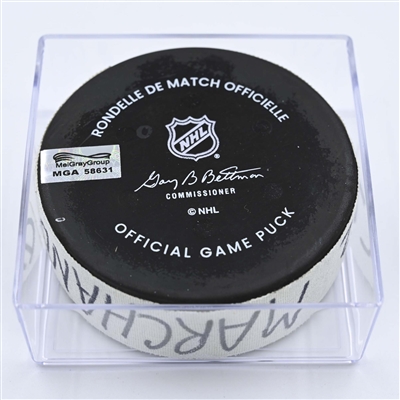 RONDELLE DE MATCH OFFICIELLE
NHL
MeiGrayGroup
MGA 58631
Gary B Bettman
COMMISSIONER
© NHL
OFFICIAL GAME PUCK
MARCHAN